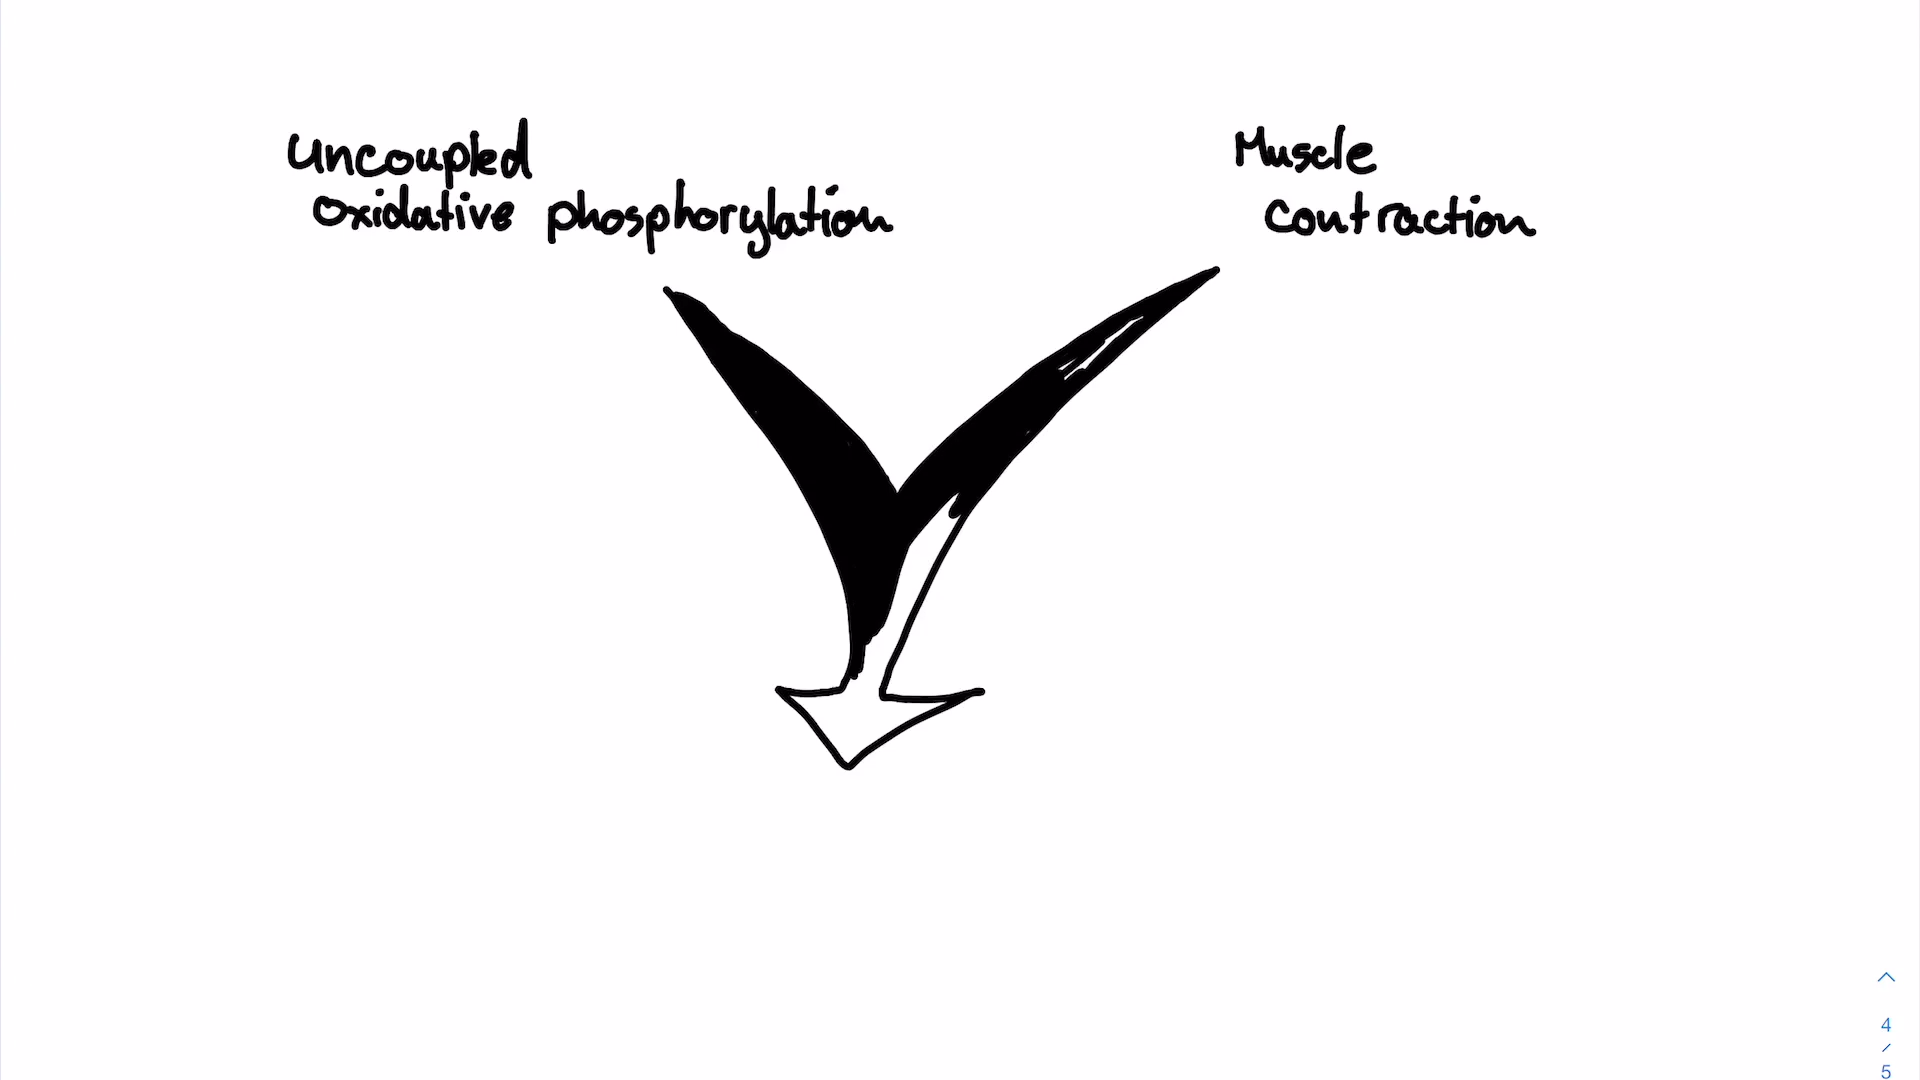 Uncoupled
oxidative phosphorylation
Muscle
contraction
4
/
5